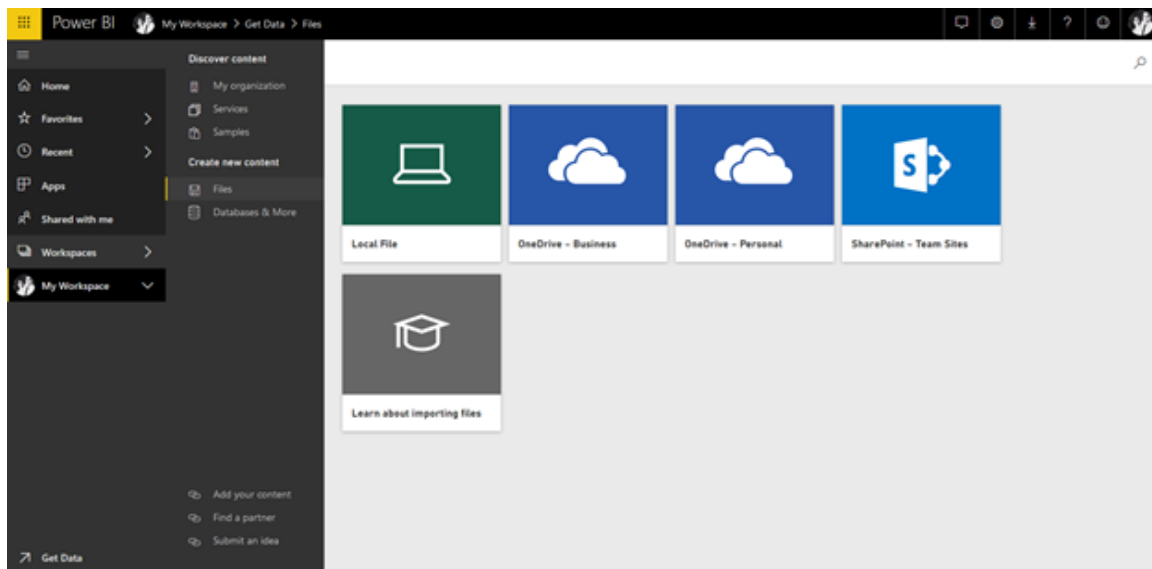 Power BI My Workspace > Get Data > Files
Home
Favorites
Recent
Apps
Shared with me
Workspaces
My Workspace
Get Data
Discover content
My organization
Services
Samples
Create new content
Files
Databases & More
Add your content
Find a partner
Submit an idea
Local File
OneDrive – Business
OneDrive – Personal
S
SharePoint – Team Sites
Learn about importing files